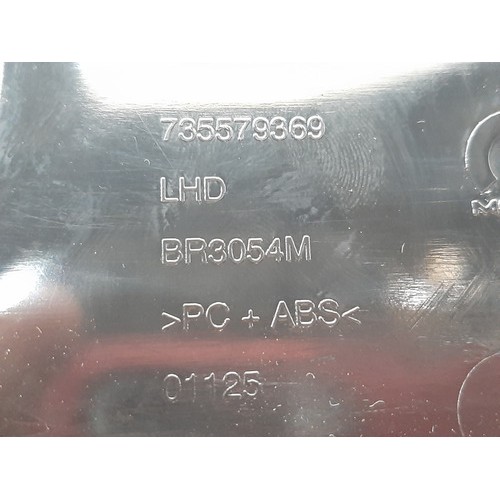 735579369
LHD
BR3054M
>PC + ABS<
01125